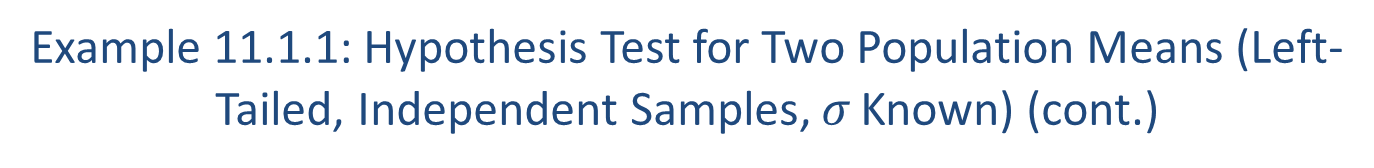 Example 11.1.1: Hypothesis Test for Two Population Means (Left-
Tailed, Independent Samples, 𝜎 Known) (cont.)